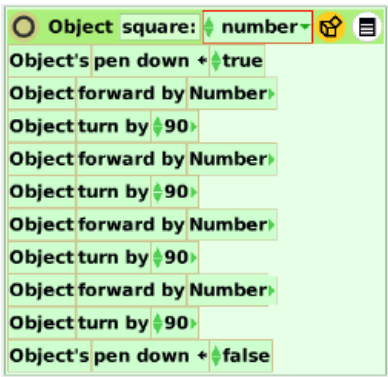 Object square: number
Object's pen down ← true
Object forward by Number
Object turn by 90
Object forward by Number
Object turn by 90
Object forward by Number
Object turn by 90
Object forward by Number
Object turn by 90
Object's pen down ← false